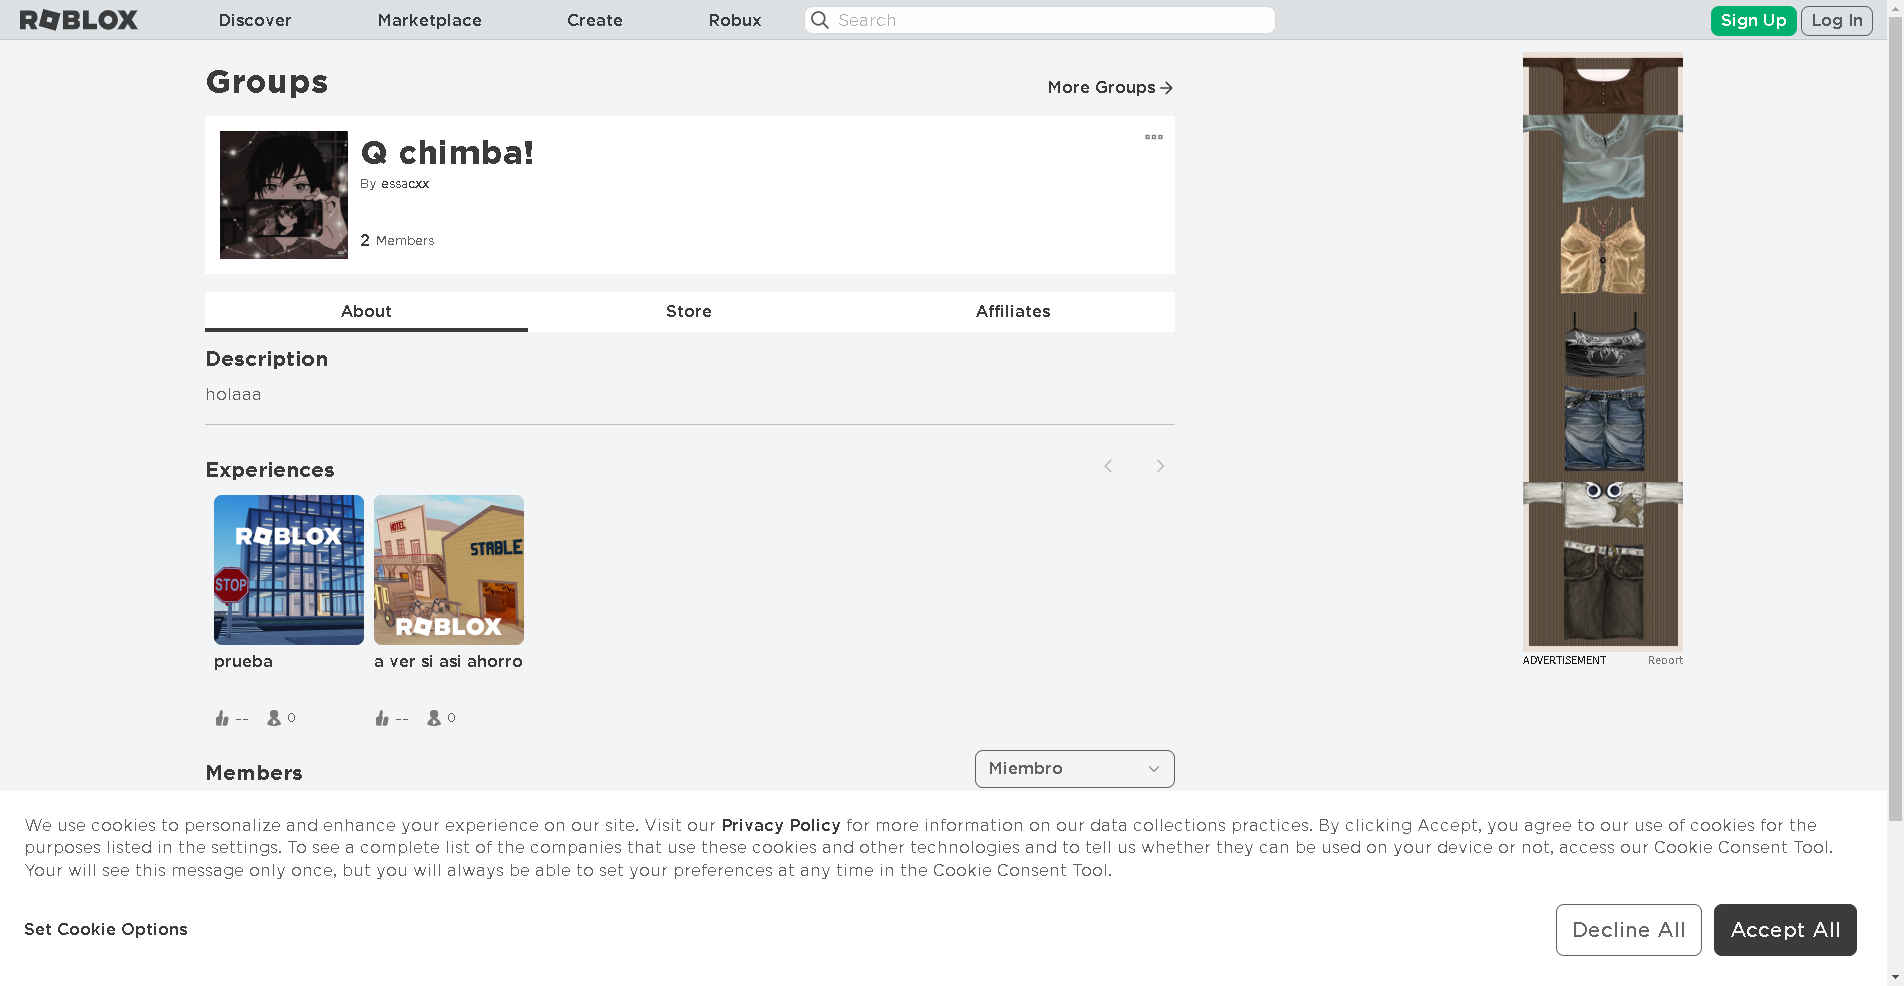 ROBLOX
Discover
Marketplace
Create
Robux
Search
Sign Up
Log In
Groups
More Groups
Q chimba!
By essacxx
2 Members
About
Store
Affiliates
Description
holaaa
Experiences
ROBLOX
STOP
HOTEL
STABLE
ROBLOX
prueba
a ver si asi ahorro
--
0
--
0
ADVERTISEMENT
Report
Members
Miembro
We use cookies to personalize and enhance your experience on our site. Visit our Privacy Policy for more information on our data collections practices. By clicking Accept, you agree to our use of cookies for the
purposes listed in the settings. To see a complete list of the companies that use these cookies and other technologies and to tell us whether they can be used on your device or not, access our Cookie Consent Tool.
Your will see this message only once, but you will always be able to set your preferences at any time in the Cookie Consent Tool.
Set Cookie Options
Decline All
Accept All